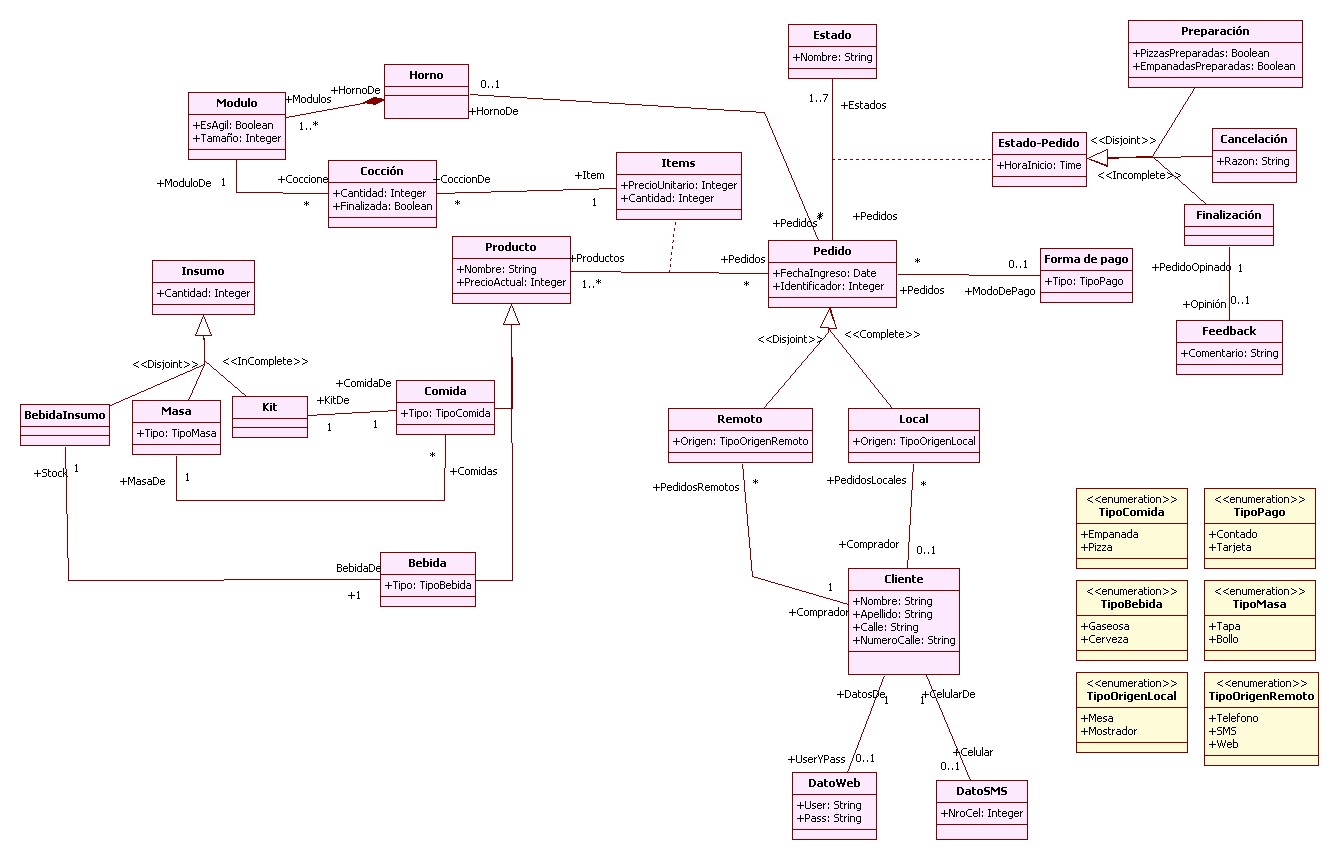 Estado
+Nombre: String
1..7
+Estados
Preparación
+PizzasPreparadas: Boolean
+EmpanadasPreparadas: Boolean
Horno
0..1
+HornoDe
+HornoDe
+Modulos
1..*
Modulo
+EsAgil: Boolean
+Tamaño: Integer
+ModuloDe
1
+Coccione
*
Cocción
+Cantidad: Integer
+Finalizada: Boolean
+CoccionDe
*
+Item
1
Items
+PrecioUnitario: Integer
+Cantidad: Integer
Estado-Pedido
+HoraInicio: Time
<<Disjoint>>
<<Incomplete>>
Cancelación
+Razon: String
Finalización
+PedidoOpinado
1
+Opinión
0..1
Feedback
+Comentario: String
+Pedidos
*
+Pedidos
Pedido
+FechaIngreso: Date
+Identificador: Integer
*
+Pedidos
0..1
+ModoDePago
Forma de pago
+Tipo: TipoPago
Producto
+Nombre: String
+PrecioActual: Integer
+Productos
1..*
+Pedidos
*
Insumo
+Cantidad: Integer
<<Disjoint>>
<<InComplete>>
BebidaInsumo
Masa
+Tipo: TipoMasa
Kit
+KitDe
1
+ComidaDe
1
Comida
+Tipo: TipoComida
*
+Comidas
+Stock
1
+MasaDe
1
BebidaDe
+1
Bebida
+Tipo: TipoBebida
<<Disjoint>>
<<Complete>>
Remoto
+Origen: TipoOrigenRemoto
Local
+Origen: TipoOrigenLocal
+PedidosRemotos
*
+PedidosLocales
*
+Comprador
0..1
1
+Comprador
Cliente
+Nombre: String
+Apellido: String
+Calle: String
+NumeroCalle: String
+DatosDe
1
+CelularDe
1
+UserYPass
0..1
+Celular
0..1
DatoWeb
+User: String
+Pass: String
DatoSMS
+NroCel: Integer
<<enumeration>>
TipoComida
+Empanada
+Pizza
<<enumeration>>
TipoPago
+Contado
+Tarjeta
<<enumeration>>
TipoBebida
+Gaseosa
+Cerveza
<<enumeration>>
TipoMasa
+Tapa
+Bollo
<<enumeration>>
TipoOrigenLocal
+Mesa
+Mostrador
<<enumeration>>
TipoOrigenRemoto
+Telefono
+SMS
+Web